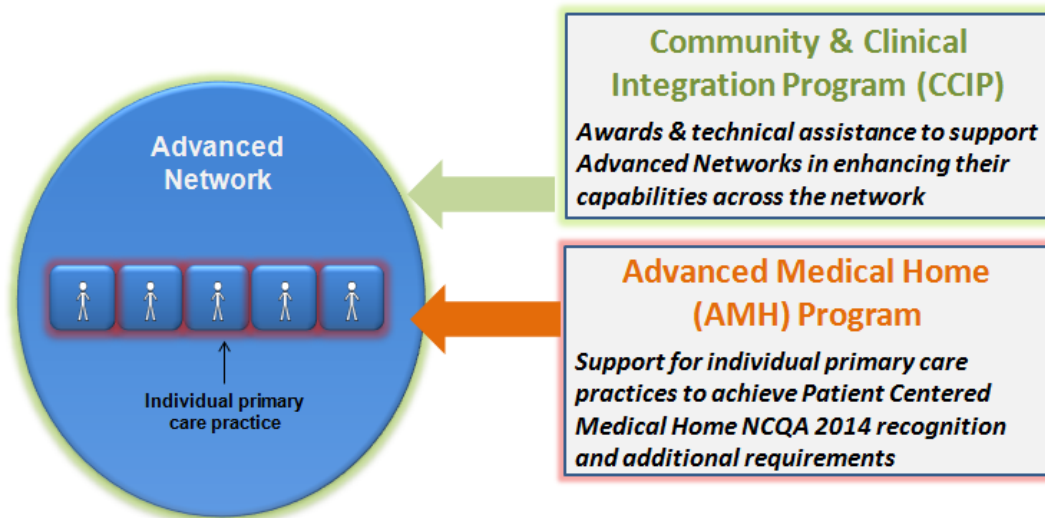 Advanced
Network
Individual primary
care practice
Community & Clinical
Integration Program (CCIP)
Awards & technical assistance to support
Advanced Networks in enhancing their
capabilities across the network
Advanced Medical Home
(AMH) Program
Support for individual primary care
practices to achieve Patient Centered
Medical Home NCQA 2014 recognition
and additional requirements